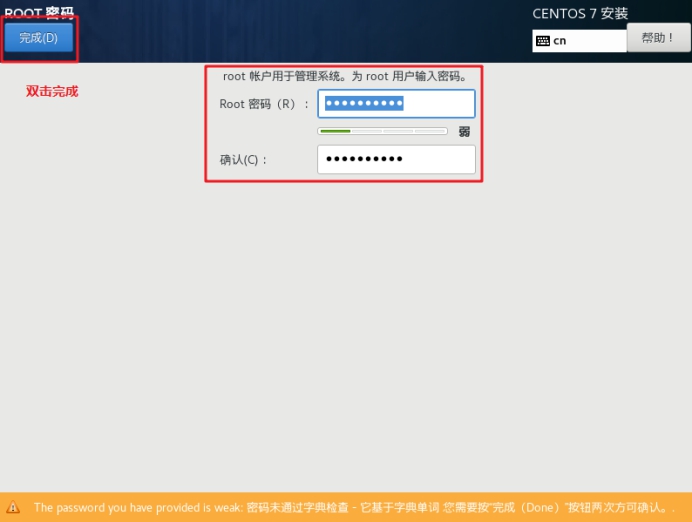 ROOT 密码
CENTOS 7 安装
完成(D)
cn
帮助！
双击完成
root 帐户用于管理系统。为 root 用户输入密码。
Root 密码（R）：
••••••••••
弱
确认(C)：
••••••••••
The password you have provided is weak: 密码未通过字典检查 - 它基于字典单词 您需要按“完成（Done）”按钮两次方可确认。.